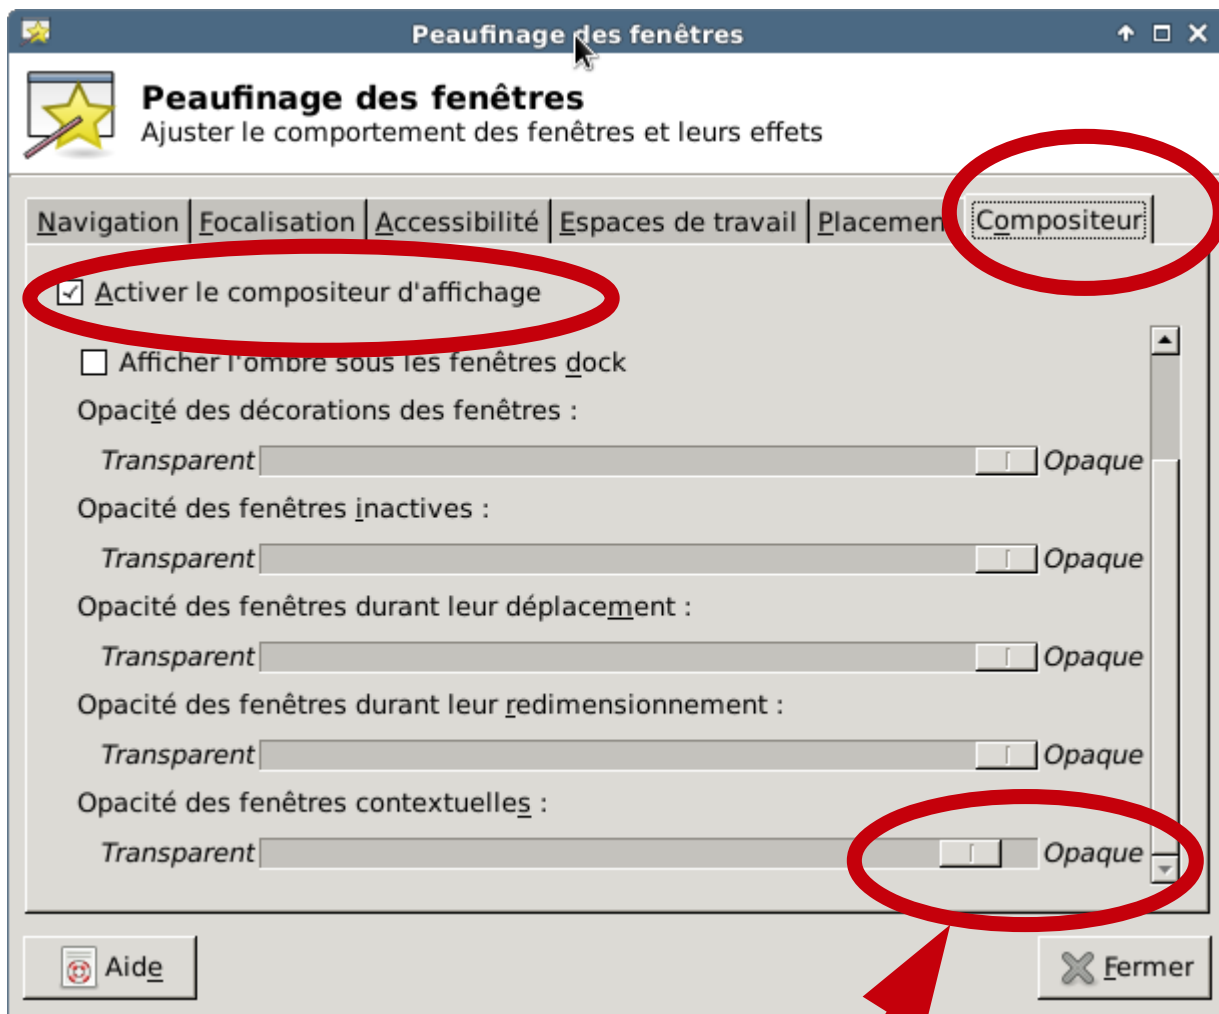 Peaufinage des fenêtres
Peaufinage des fenêtres
Ajuster le comportement des fenêtres et leurs effets
Navigation Focalisation Accessibilité Espaces de travail Placemen Compositeur
Activer le compositeur d'affichage
Afficher l'ombre sous les fenêtres dock
Opacité des décorations des fenêtres :
Transparent Opaque
Opacité des fenêtres inactives :
Transparent Opaque
Opacité des fenêtres durant leur déplacement :
Transparent Opaque
Opacité des fenêtres durant leur redimensionnement :
Transparent Opaque
Opacité des fenêtres contextuelles :
Transparent Opaque
Aide Fermer